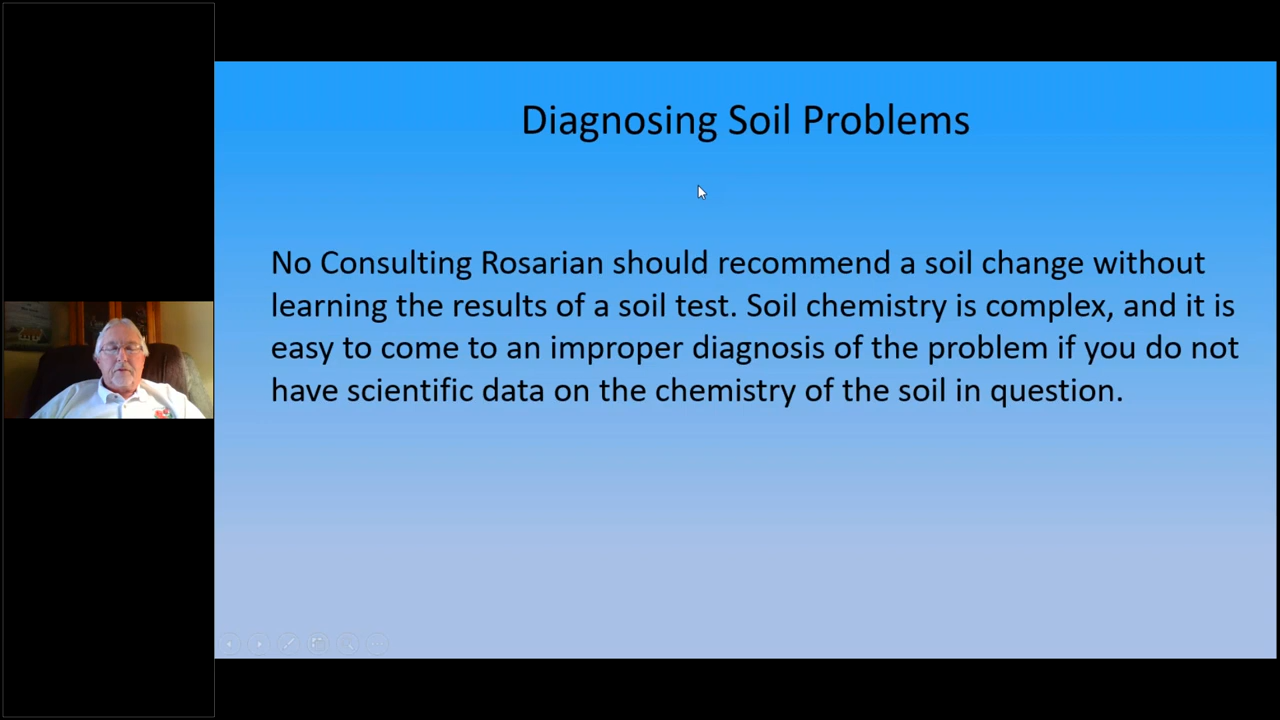 Diagnosing Soil Problems
No Consulting Rosarian should recommend a soil change without
learning the results of a soil test. Soil chemistry is complex, and it is
easy to come to an improper diagnosis of the problem if you do not
have scientific data on the chemistry of the soil in question.